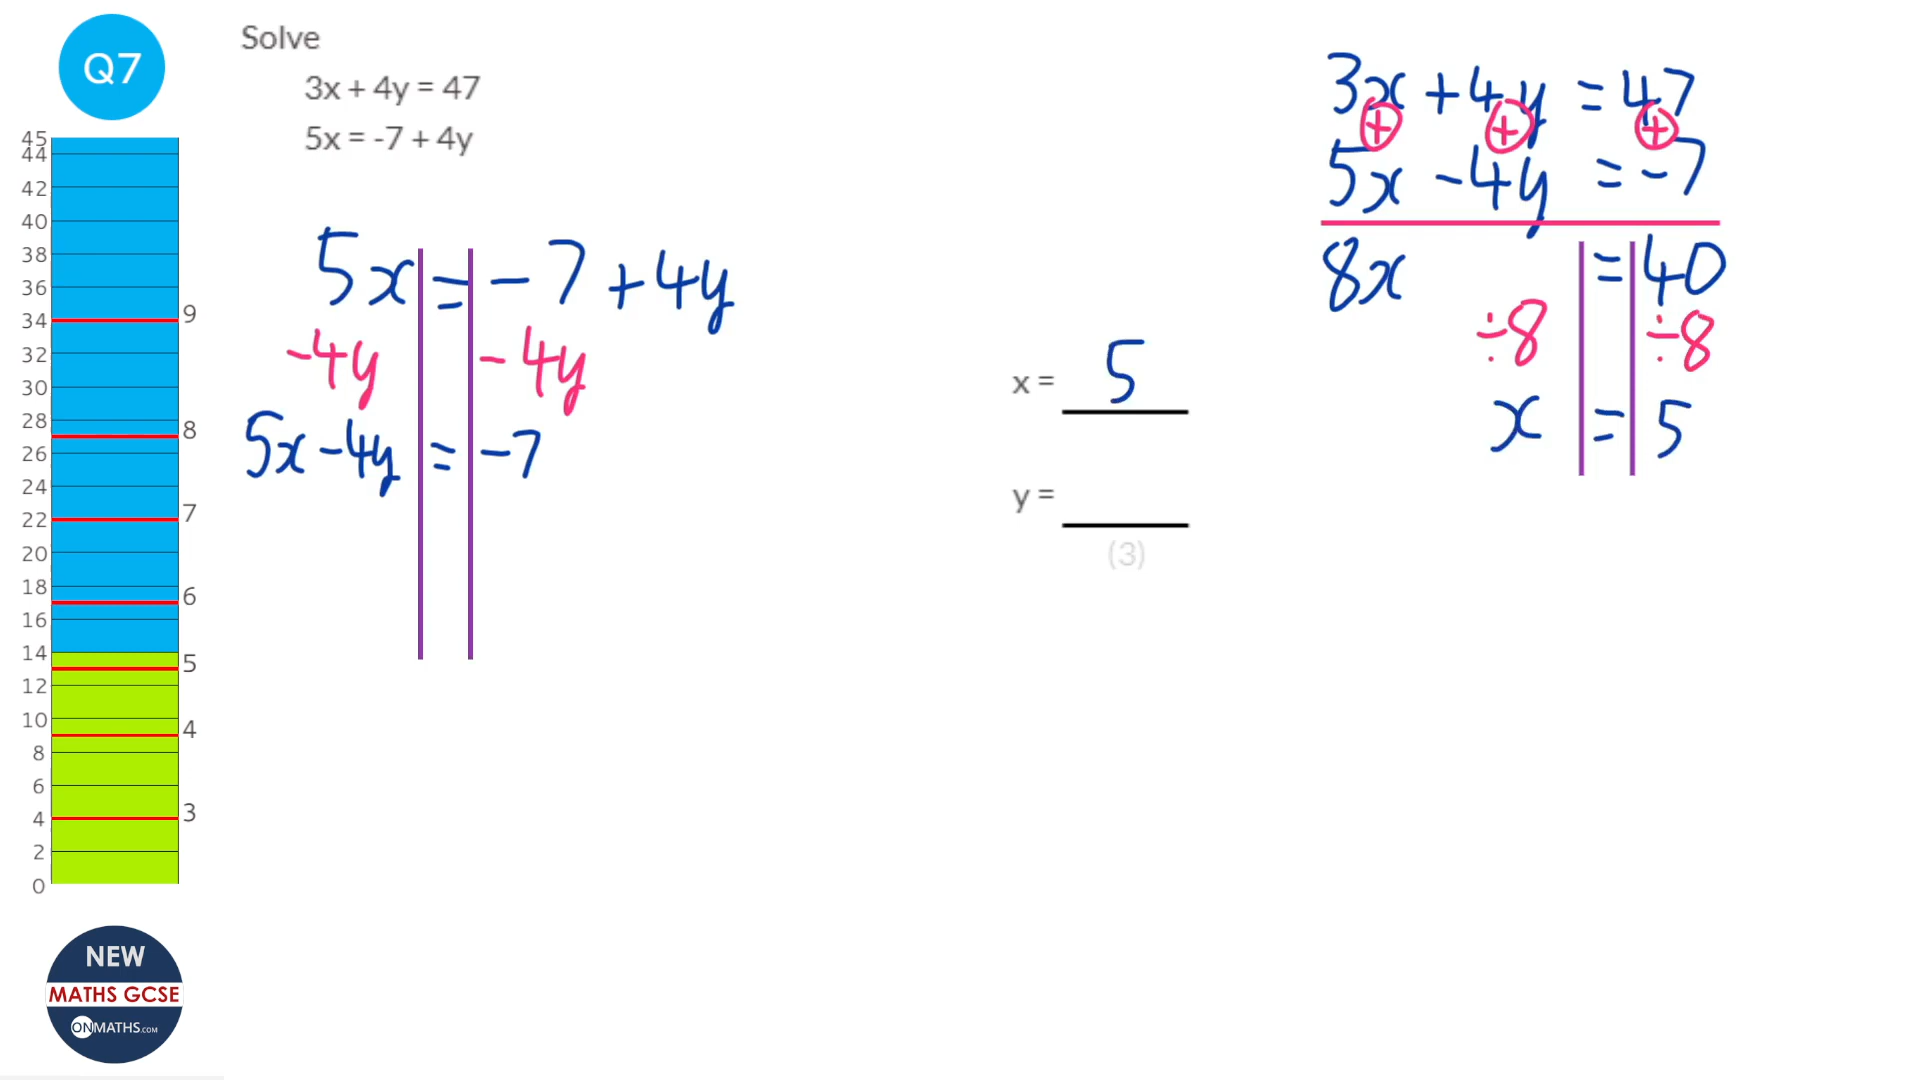 Q7
Solve
3x + 4y = 47
5x = -7 + 4y
5x = -7 + 4y
-4y -4y
5x - 4y = -7
x = 5
y =
(3)
3x + 4y = 47
+ + +
5x - 4y = -7
8x = 40
÷8 ÷8
x = 5
45
44
42
40
38
36
34 9
32
30
28 8
26
24
22 7
20
18
16 6
14
12 5
10
8 4
6
4 3
2
0
NEW
MATHS GCSE
ONMATHS.COM